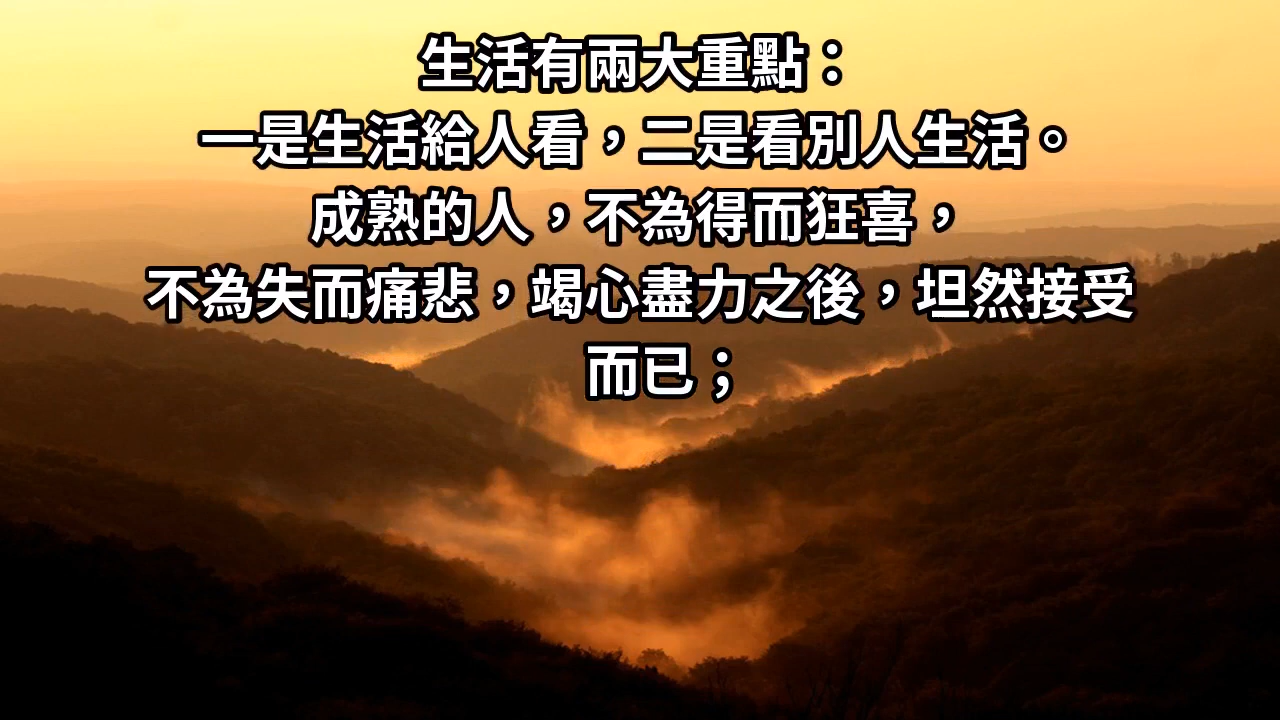 生活有兩大重點：
一是生活給人看，二是看別人生活。
成熟的人，不為得而狂喜，
不為失而痛悲，竭心盡力之後，坦然接受
而已；